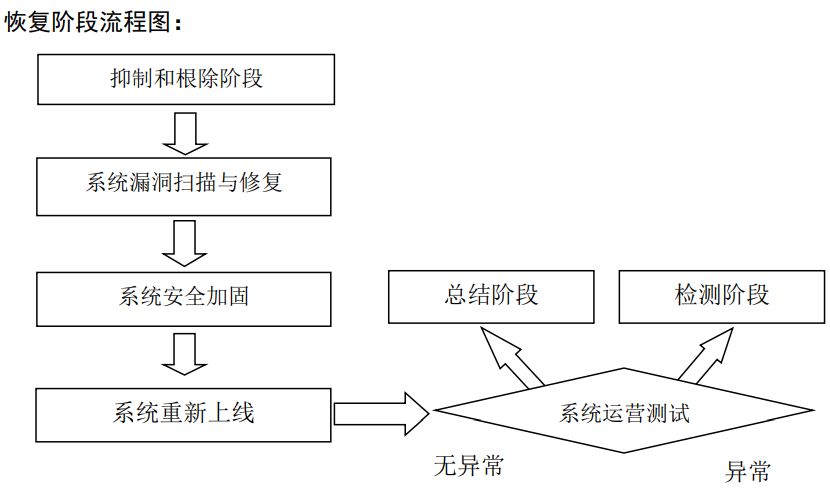 恢复阶段流程图：
抑制和根除阶段
系统漏洞扫描与修复
系统安全加固
系统重新上线
总结阶段
检测阶段
系统运营测试
无异常
异常